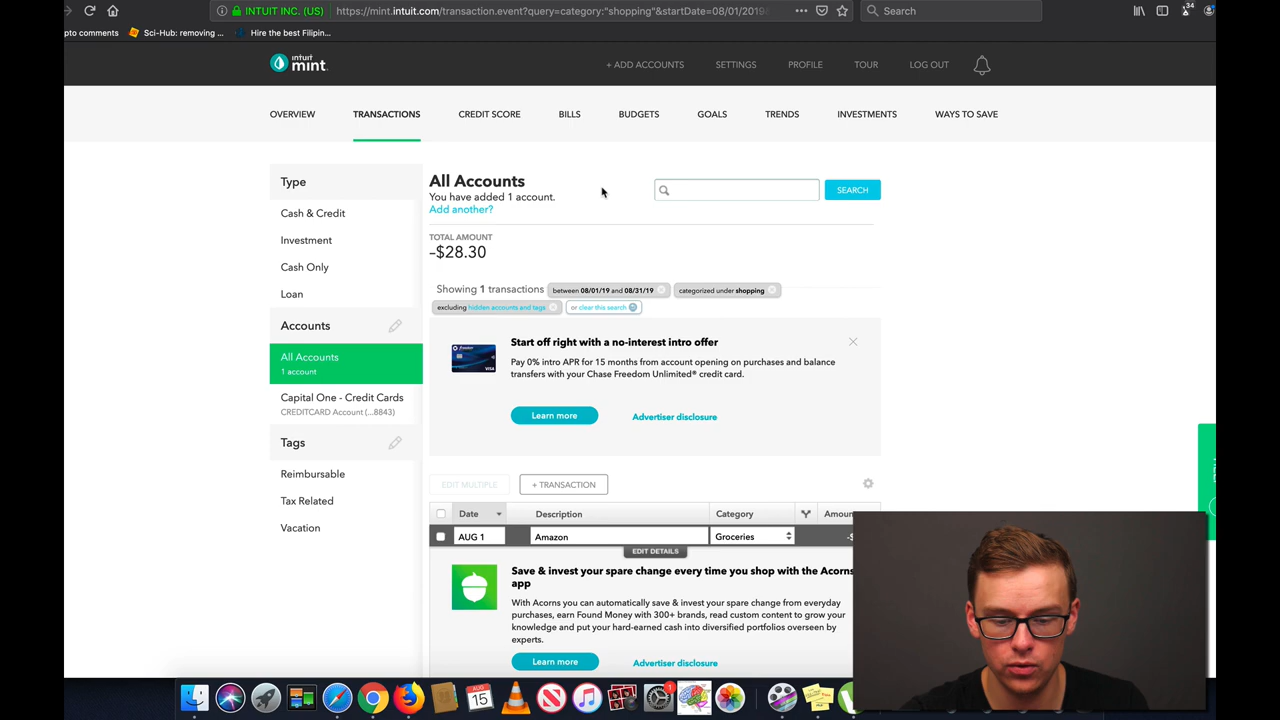 INTUIT INC. (US)
https://mint.intuit.com/transaction.event?query=category:"shopping"&startDate=08/01/2019
Search
34
pto comments
Sci-Hub: removing ...
Hire the best Filipin...
intuit
mint
+ ADD ACCOUNTS
SETTINGS
PROFILE
TOUR
LOG OUT
OVERVIEW
TRANSACTIONS
CREDIT SCORE
BILLS
BUDGETS
GOALS
TRENDS
INVESTMENTS
WAYS TO SAVE
Type
Cash & Credit
Investment
Cash Only
Loan
Accounts
All Accounts
1 account
Capital One - Credit Cards
CREDITCARD Account (...8843)
Tags
Reimbursable
Tax Related
Vacation
All Accounts
You have added 1 account.
Add another?
SEARCH
TOTAL AMOUNT
–$28.30
Showing 1 transactions
between 08/01/19 and 08/31/19
categorized under shopping
excluding hidden accounts and tags
or clear this search
Start off right with a no-interest intro offer
Pay 0% intro APR for 15 months from account opening on purchases and balance
transfers with your Chase Freedom Unlimited® credit card.
Learn more
Advertiser disclosure
EDIT MULTIPLE
+ TRANSACTION
Date
Description
Category
Amoun
AUG 1
Amazon
Groceries
-$
EDIT DETAILS
Save & invest your spare change every time you shop with the Acorns
app
With Acorns you can automatically save & invest your spare change from everyday
purchases, earn Found Money with 300+ brands, read custom content to grow your
knowledge and put your hard-earned cash into diversified portfolios overseen by
experts.
Learn more
Advertiser disclosure
AUG
15
1